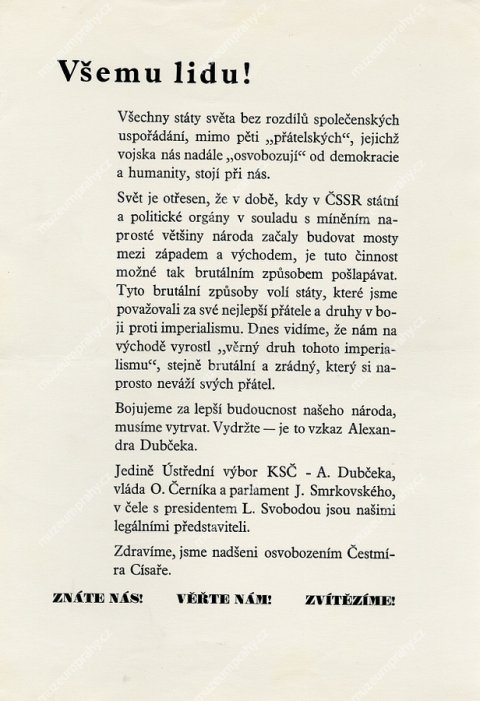 Všemu lidu!
Všechny státy světa bez rozdílů společenských
uspořádání, mimo pěti „přátelských“, jejichž
vojska nás nadále „osvobozují“ od demokracie
a humanity, stojí při nás.
Svět je otřesen, že v době, kdy v ČSSR státní
a politické orgány v souladu s míněním na-
prosté většiny národa začaly budovat mosty
mezi západem a východem, je tuto činnost
možné tak brutálním způsobem pošlapávat.
Tyto brutální způsoby volí státy, které jsme
považovali za své nejlepší přátele a druhy v bo-
ji proti imperialismu. Dnes vidíme, že nám na
východě vyrostl „věrný druh tohoto imperia-
lismu“, stejně brutální a zrádný, který si na-
prosto neváží svých přátel.
Bojujeme za lepší budoucnost našeho národa,
musíme vytrvat. Vydržte — je to vzkaz Alexan-
dra Dubčeka.
Jedině Ústřední výbor KSČ - A. Dubčeka,
vláda O. Černíka a parlament J. Smrkovského,
v čele s presidentem L. Svobodou jsou našimi
legálními představiteli.
Zdravíme, jsme nadšeni osvobozením Čestmí-
ra Císaře.
ZNÁTE NÁS! VĚŘTE NÁM! ZVÍTĚZÍME!